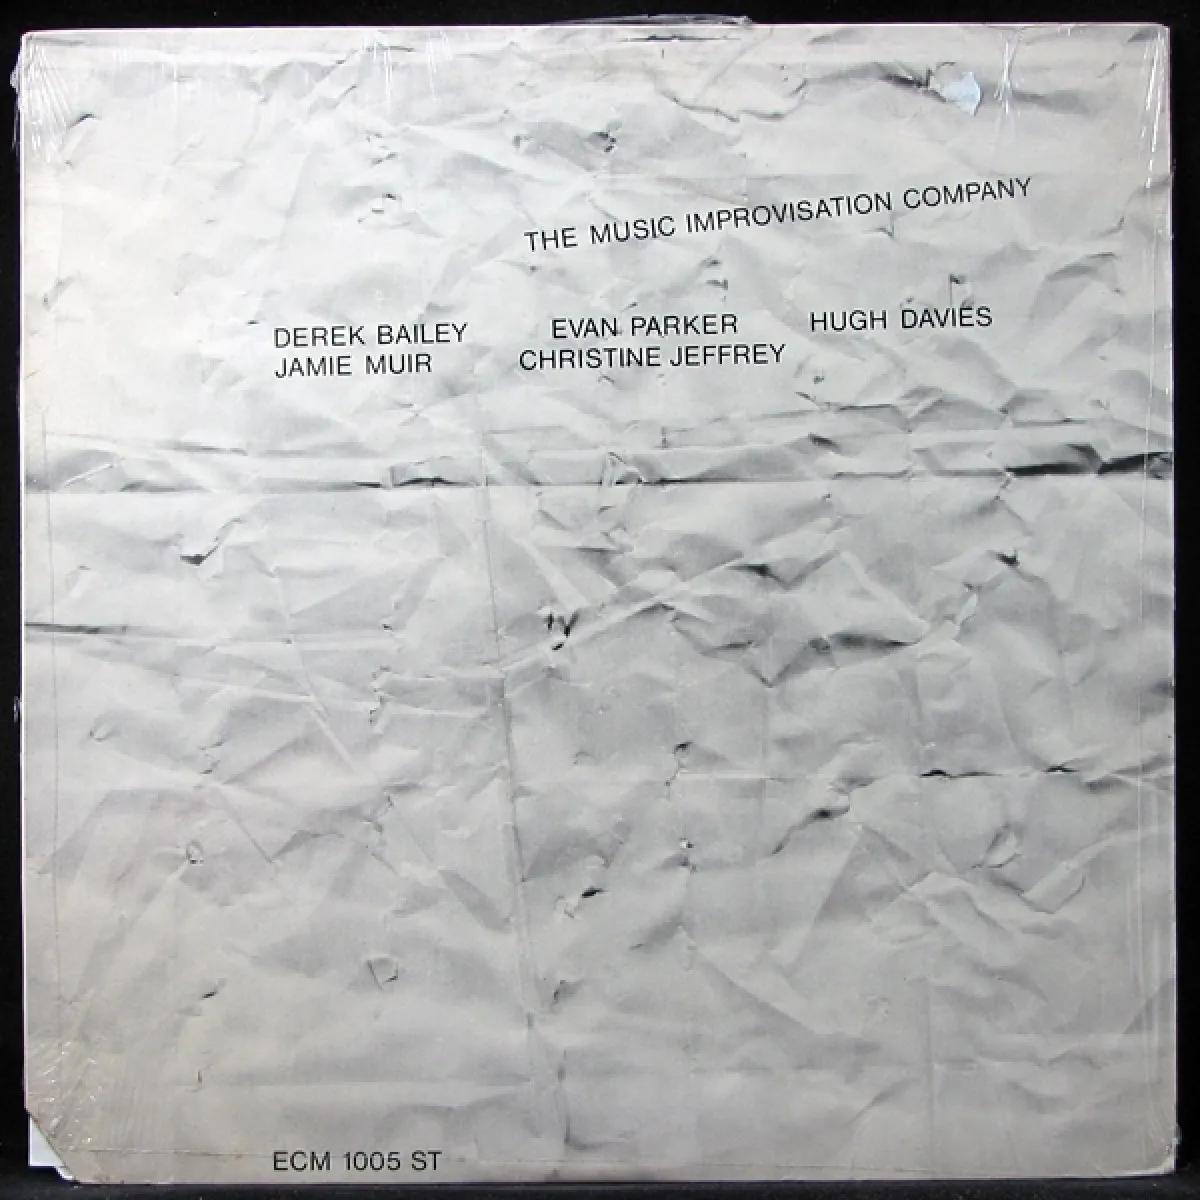 THE MUSIC IMPROVISATION COMPANY
DEREK BAILEY EVAN PARKER HUGH DAVIES
JAMIE MUIR CHRISTINE JEFFREY
ECM 1005 ST